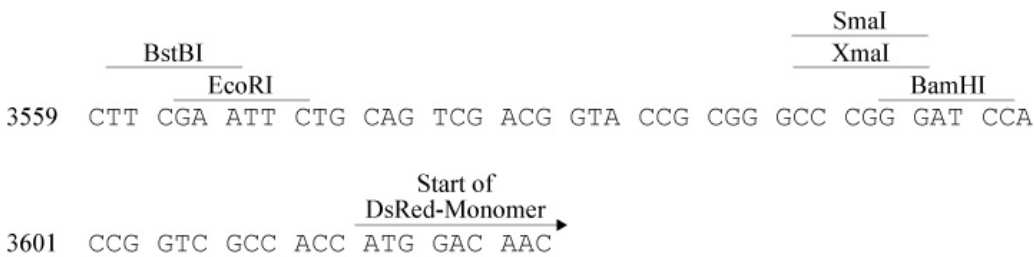 SmaI
BstBI XmaI
EcoRI BamHI
3559 CTT CGA ATT CTG CAG TCG ACG GTA CCG CGG GCC CGG GAT CCA
Start of
DsRed-Monomer
3601 CCG GTC GCC ACC ATG GAC AAC